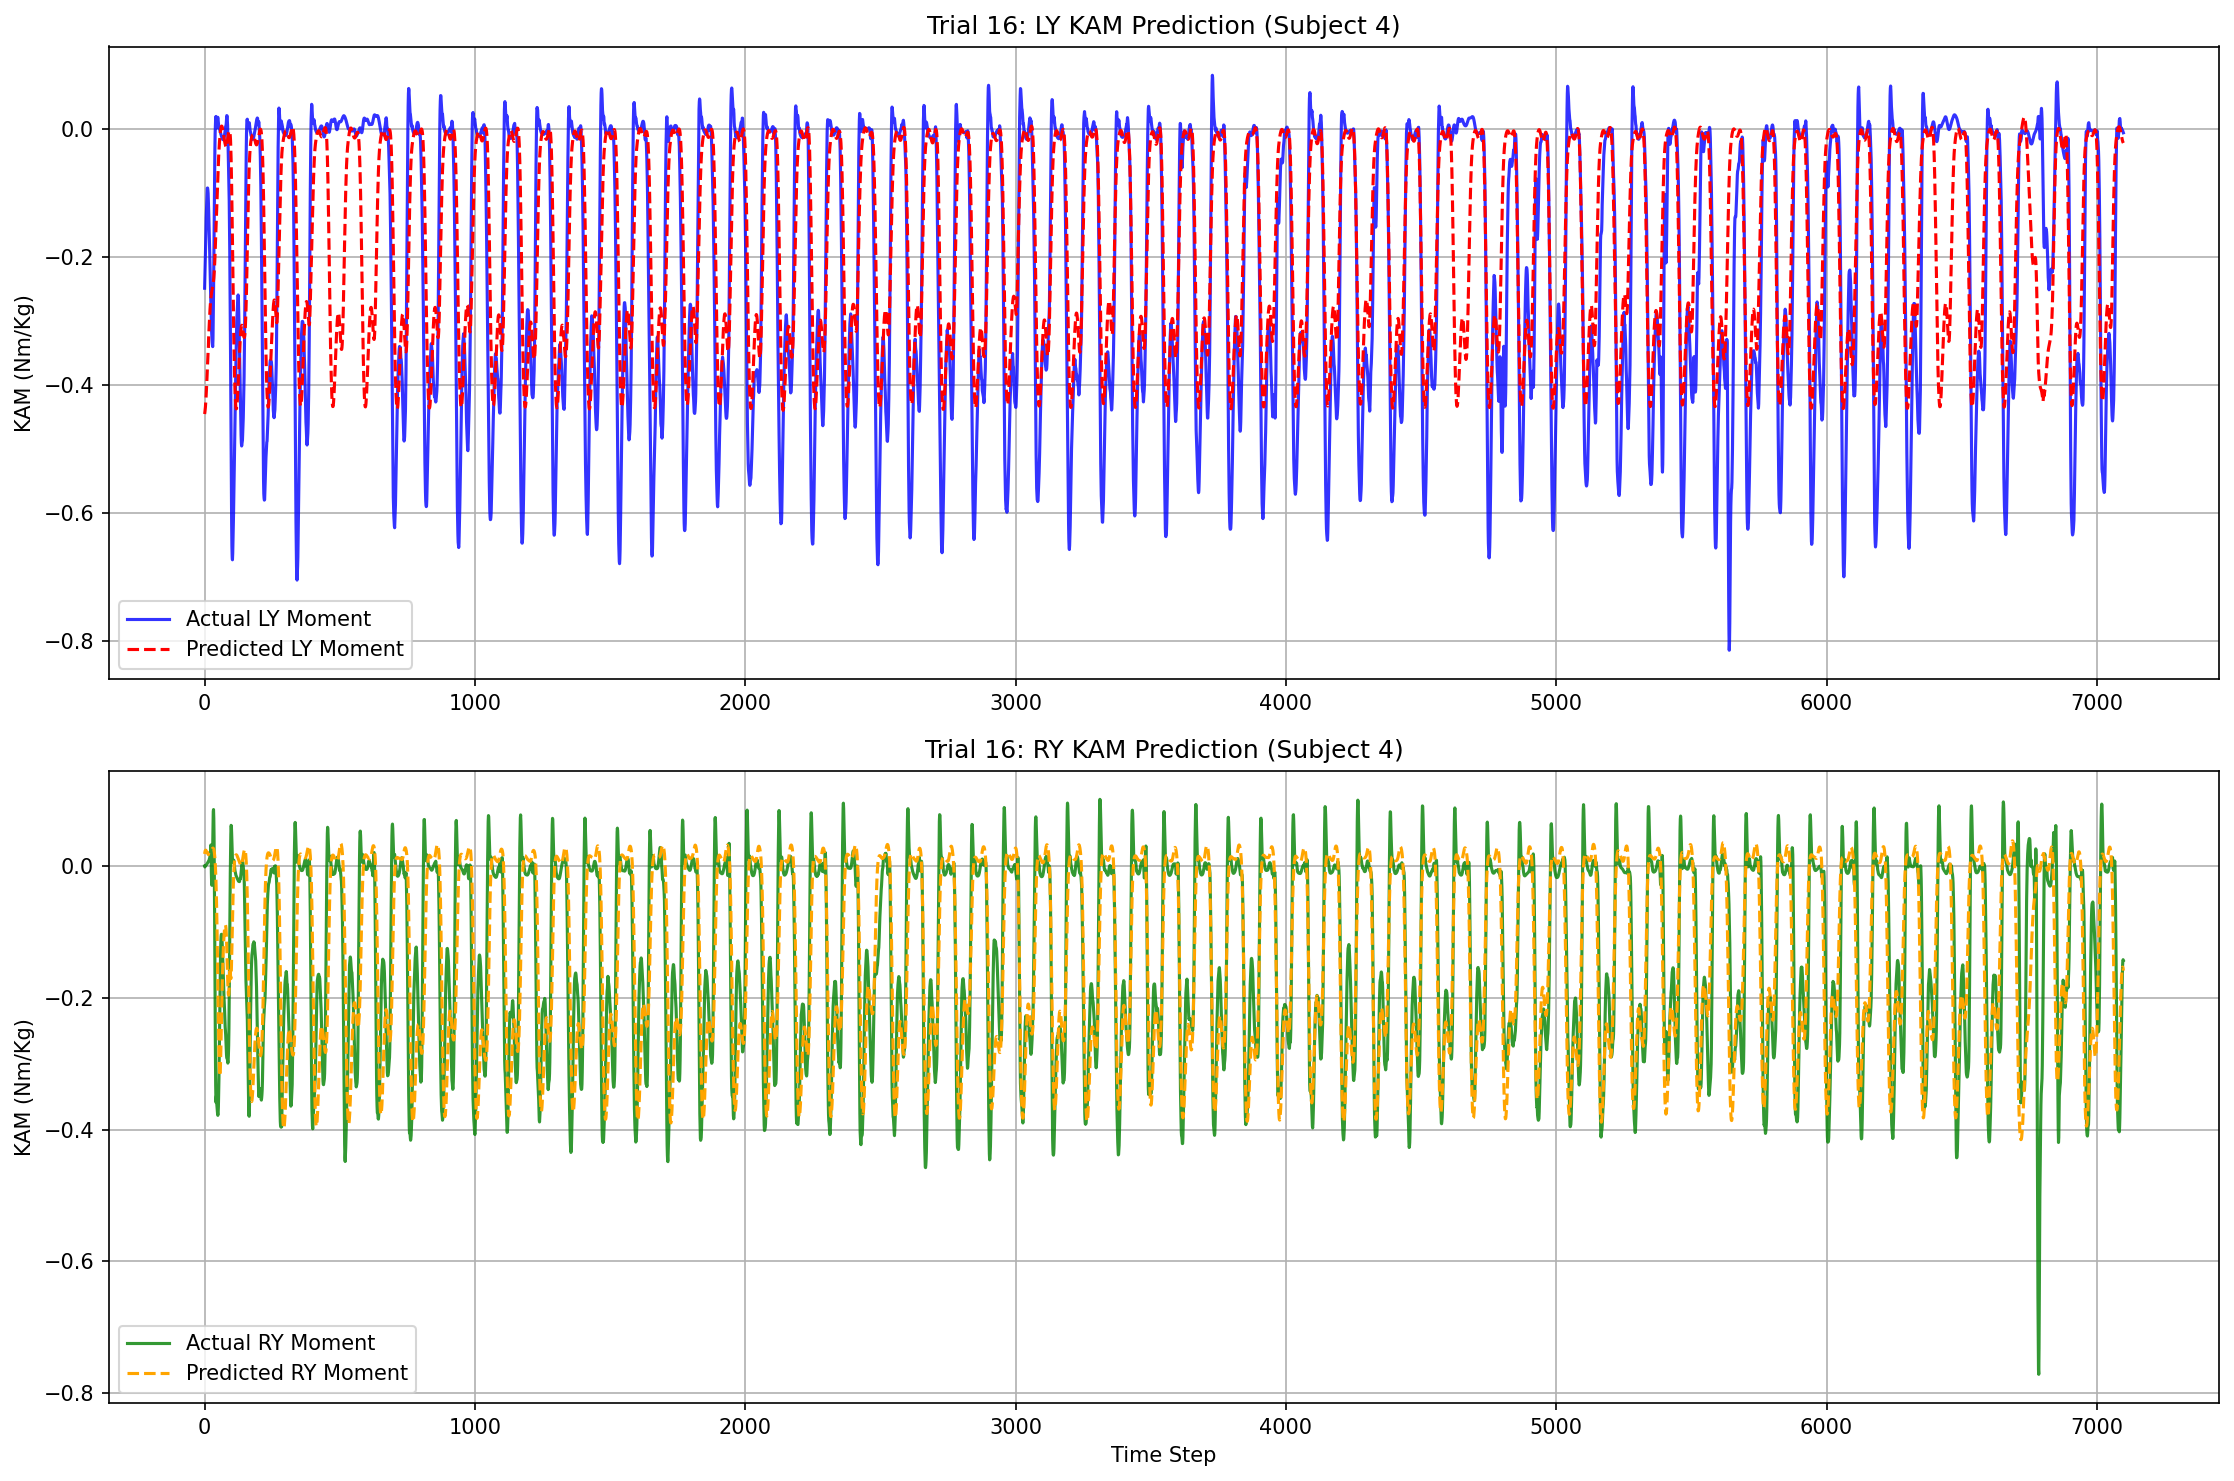 Trial 16: LY KAM Prediction (Subject 4)
KAM (Nm/Kg)
0.0
−0.2
−0.4
−0.6
−0.8
Actual LY Moment
Predicted LY Moment
0 1000 2000 3000 4000 5000 6000 7000
Trial 16: RY KAM Prediction (Subject 4)
KAM (Nm/Kg)
0.0
−0.2
−0.4
−0.6
−0.8
Actual RY Moment
Predicted RY Moment
0 1000 2000 3000 4000 5000 6000 7000
Time Step